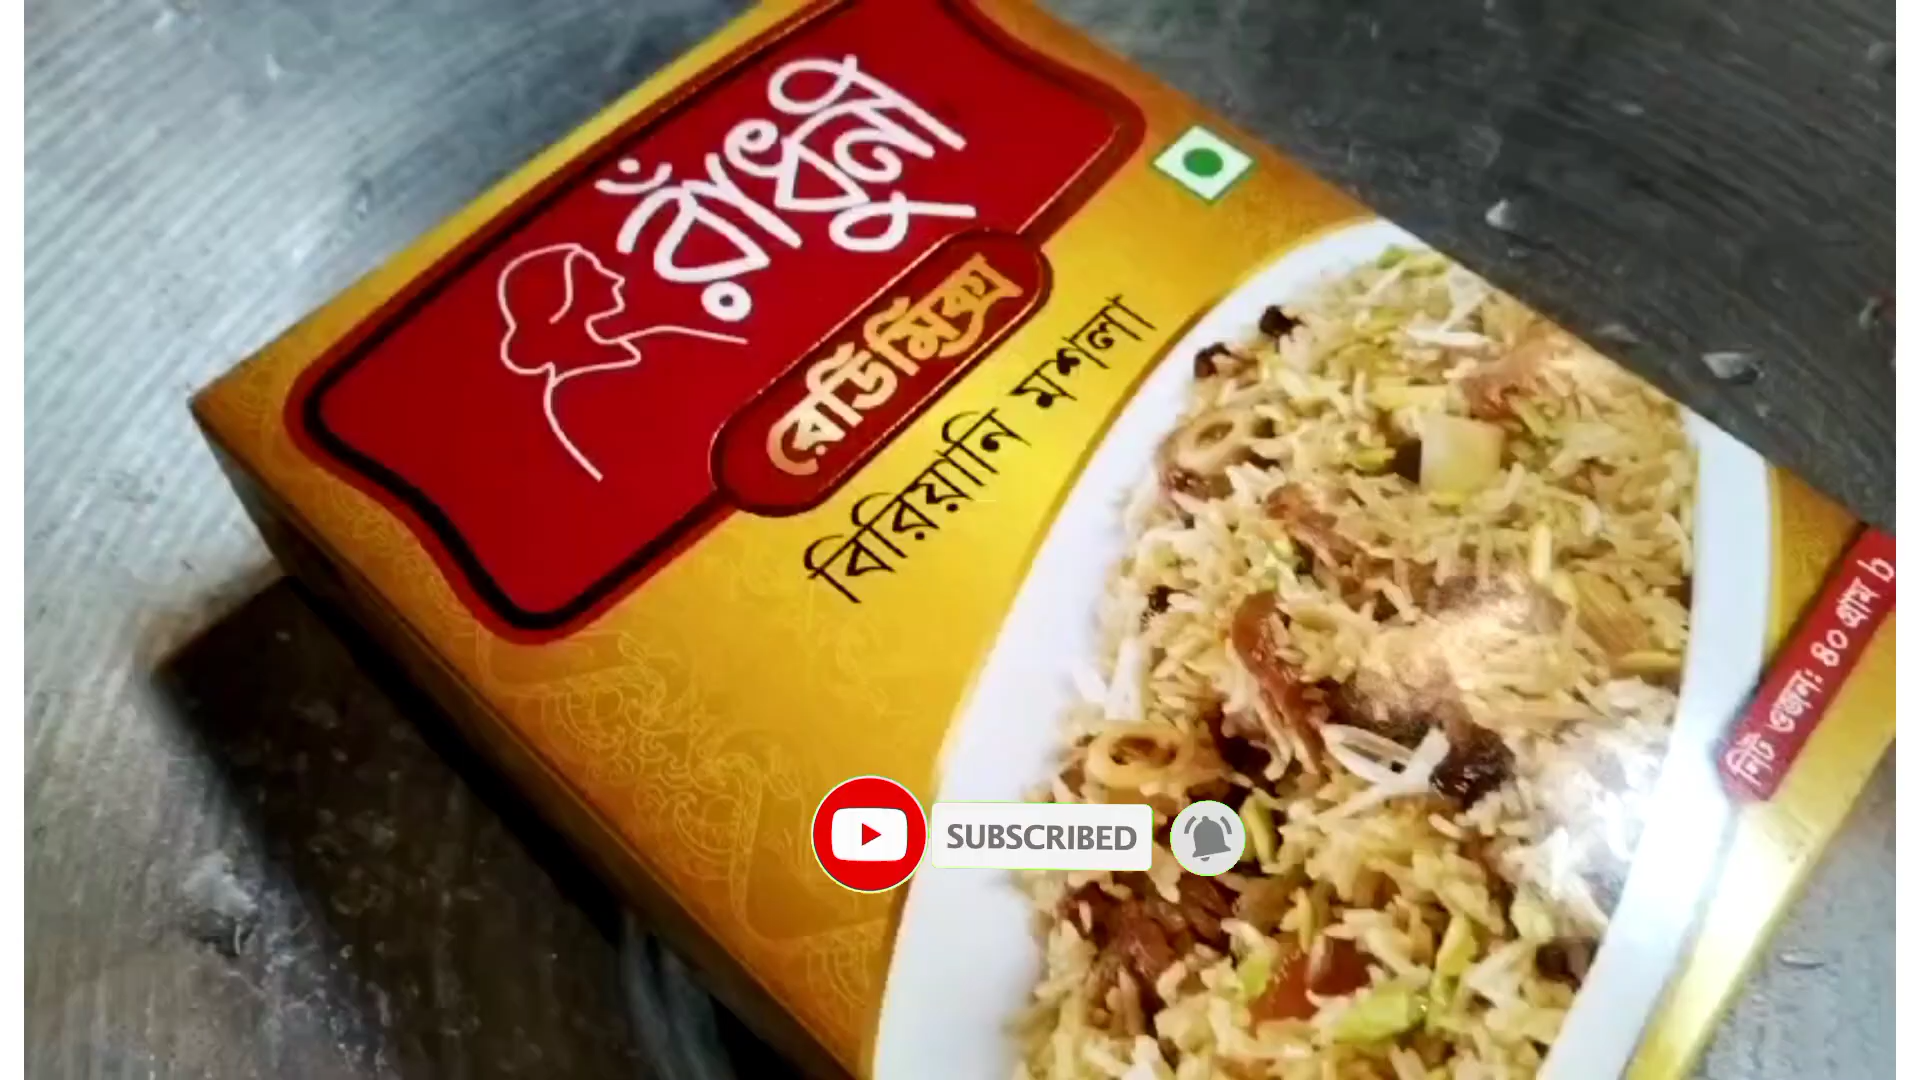 রাঁধুনী
রেডিমিক্স
বিরিয়ানি মশলা
নিট ওজন: ৪০ গ্রাম
SUBSCRIBED